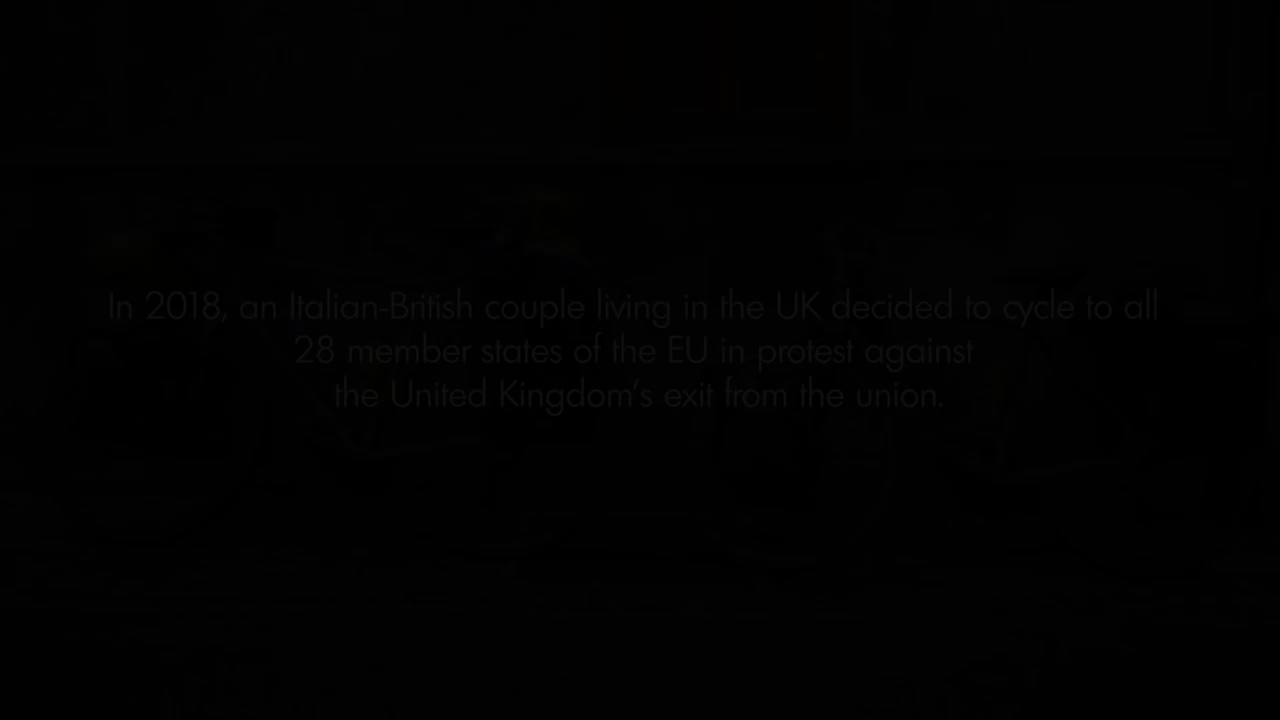 In 2018, an Italian-British couple living in the UK decided to cycle to all
28 member states of the EU in protest against
the United Kingdom’s exit from the union.